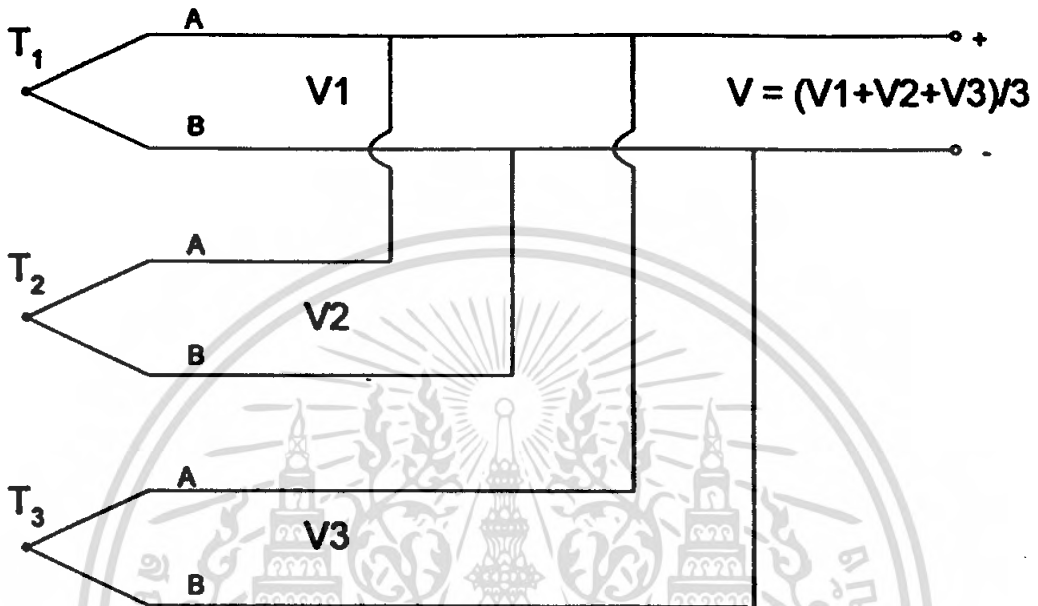 A
T₁
V1
+
V = (V1+V2+V3)/3
B
-
A
T₂
V2
B
A
T₃
V3
B